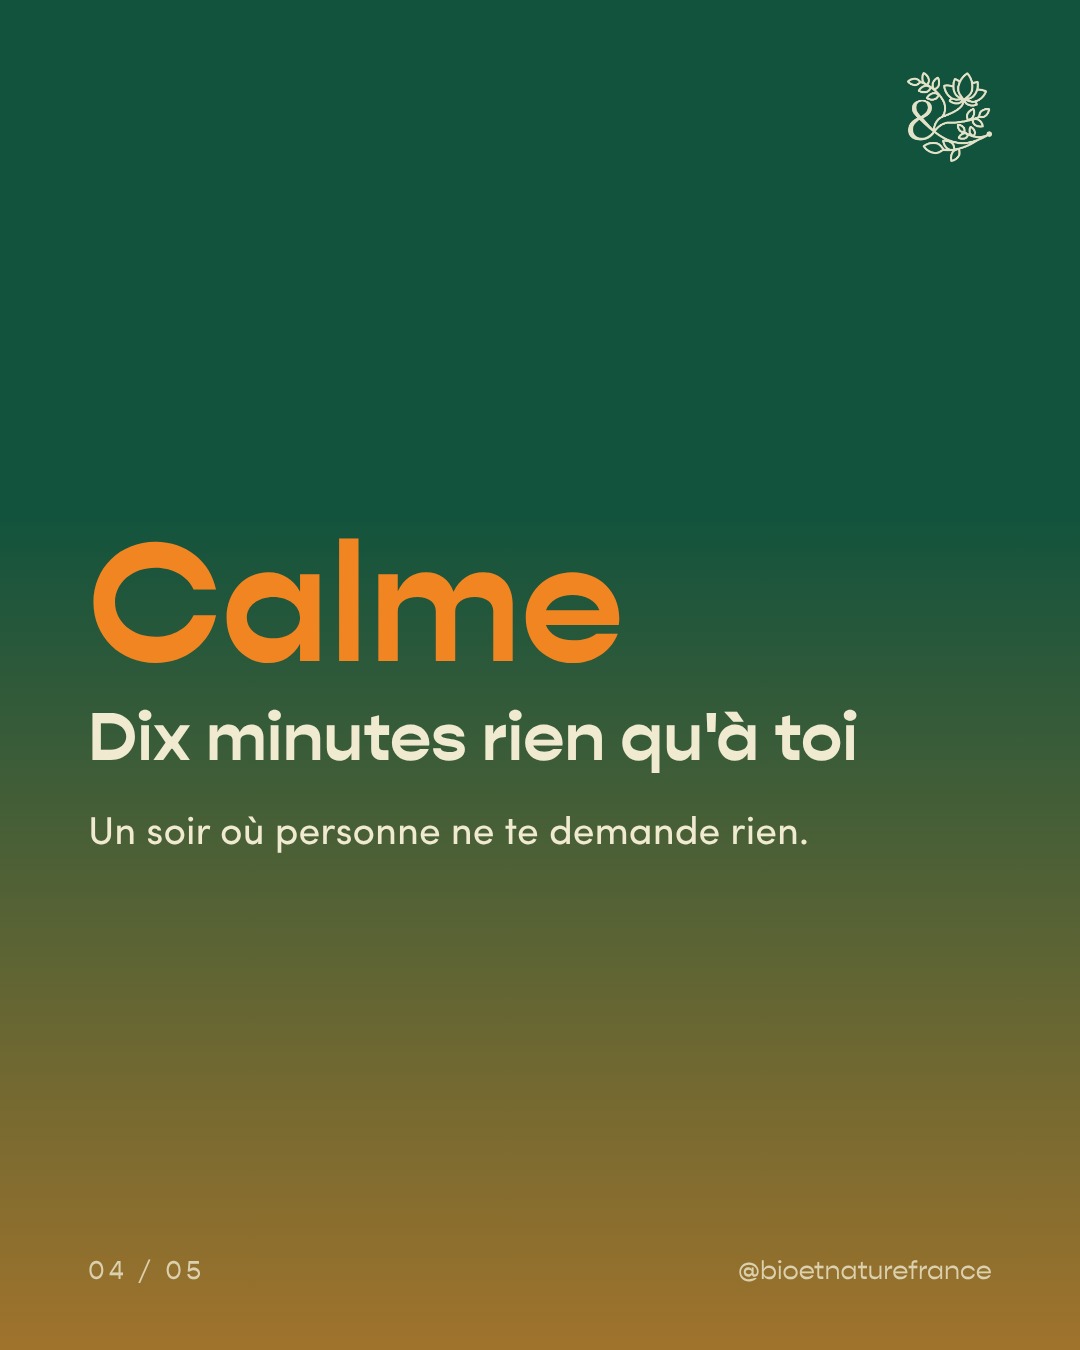 &
Calme
Dix minutes rien qu'à toi
Un soir où personne ne te demande rien.
04 / 05
@bioetnaturefrance